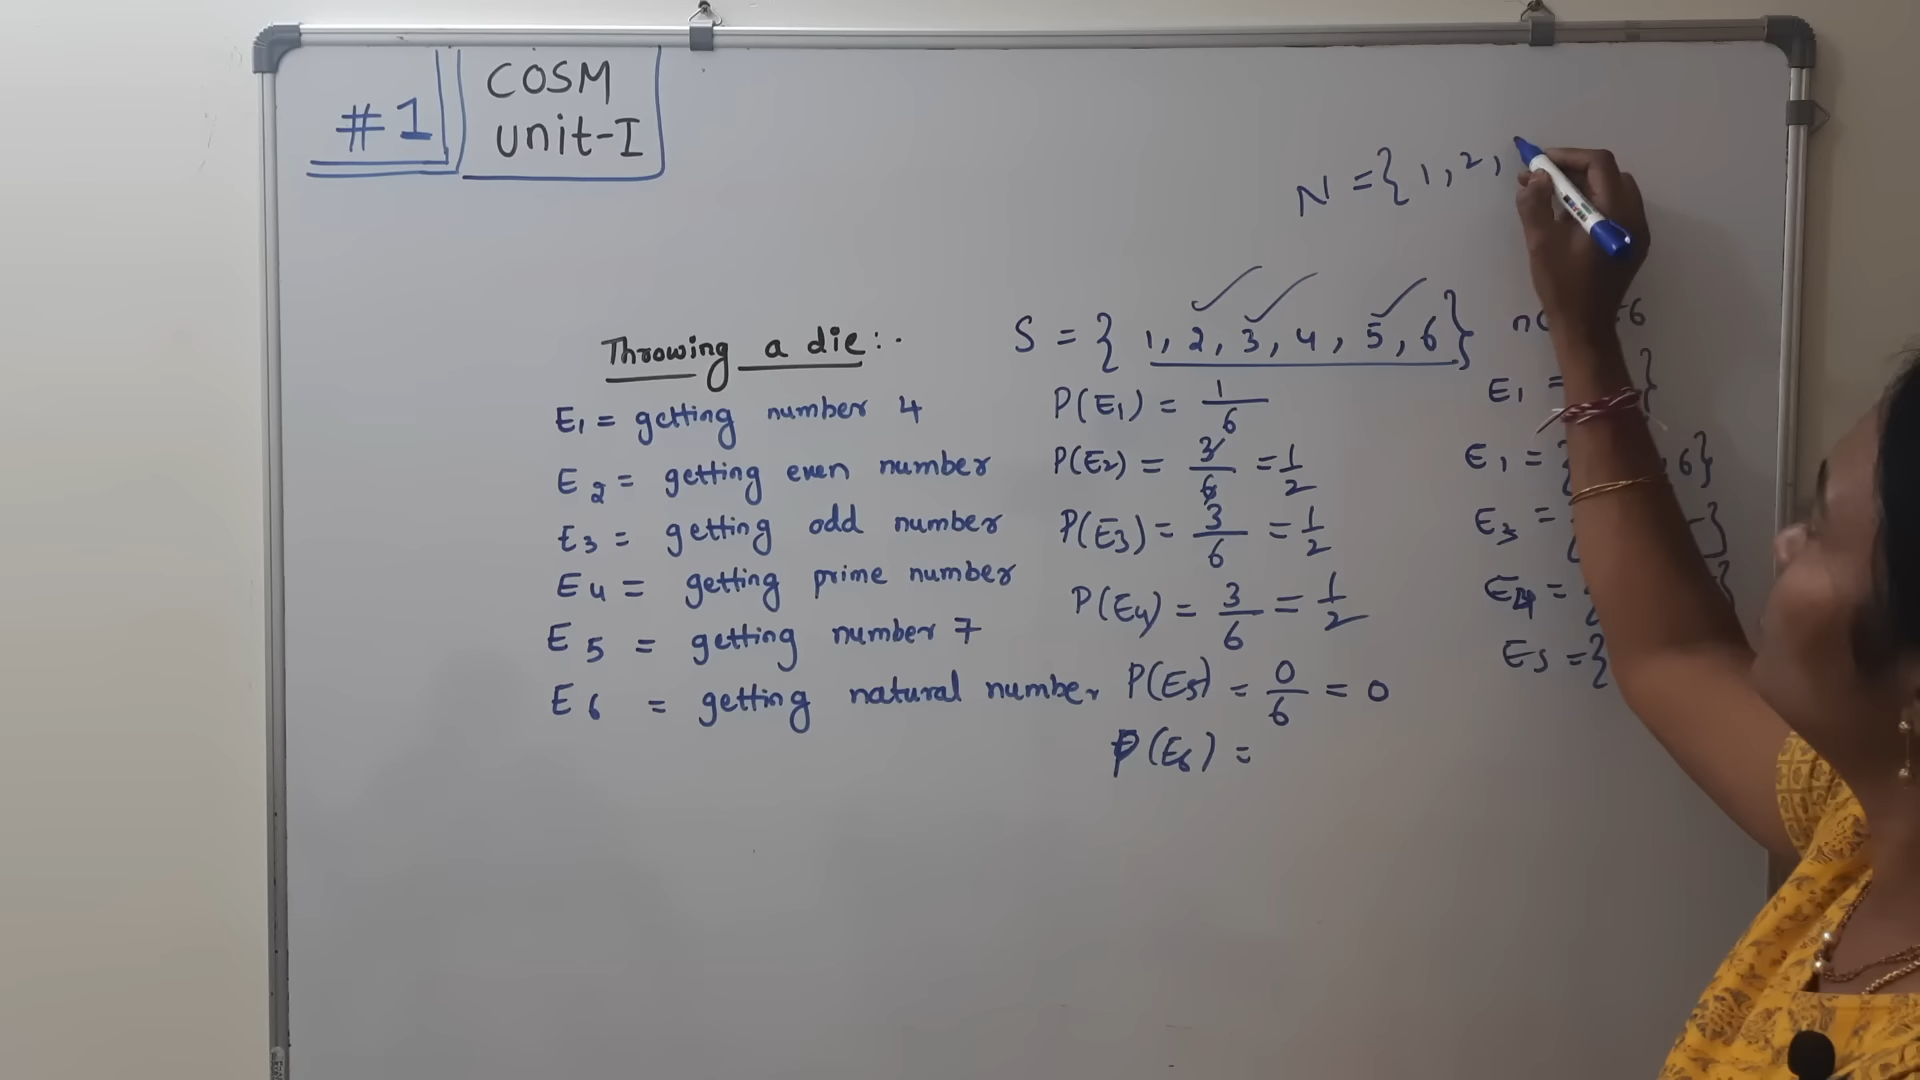 #1
COSM
unit-I
N = { 1, 2,
Throwing a die:.
S = { 1, 2, 3, 4, 5, 6 }
E1 = getting number 4
P(E1) = 1/6
E1 =
E2 = getting even number
P(E2) = 3/6 = 1/2
E1 = { 6}
E3 = getting odd number
P(E3) = 3/6 = 1/2
E3 =
E4 = getting prime number
P(E4) = 3/6 = 1/2
E4 =
E5 = getting number 7
P(E5) = 0/6 = 0
E5 = {
E6 = getting natural number
P(E6) =